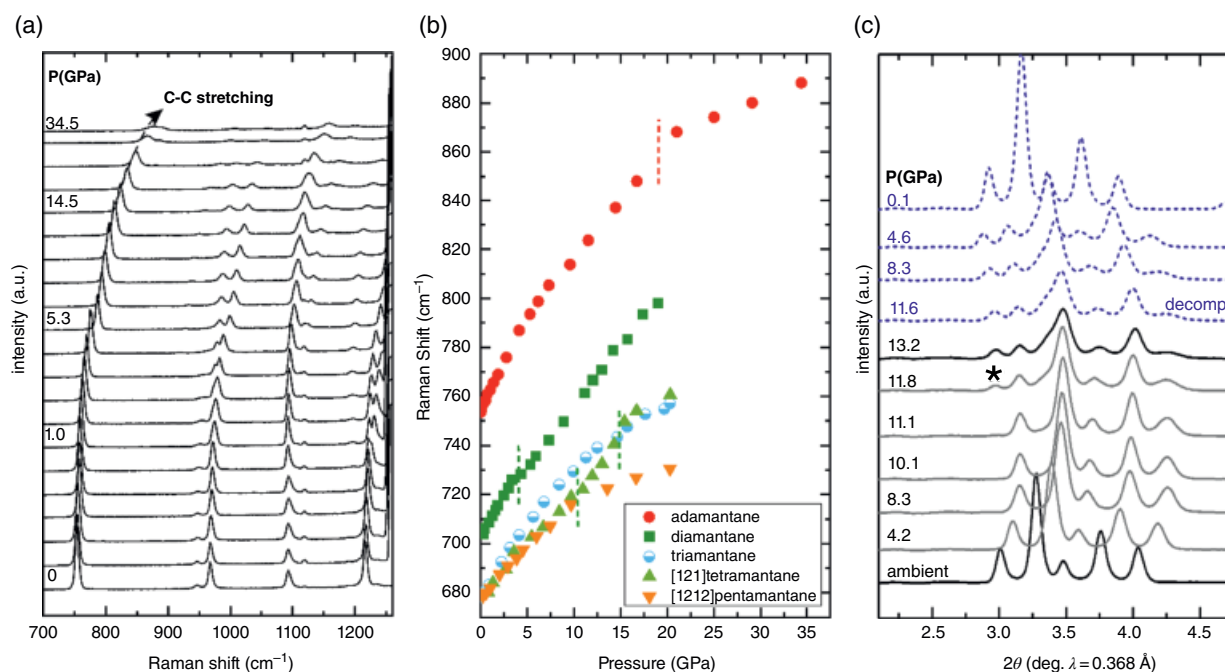 (a)
P(GPa)
C-C stretching
34.5
14.5
5.3
1.0
0
intensity (a.u.)
700 800 900 1000 1100 1200
Raman shift (cm⁻¹)
(b)
900
880
860
840
820
800
780
760
740
720
700
680
Raman Shift (cm⁻¹)
adamantane
diamantane
triamantane
[121]tetramantane
[1212]pentamantane
0 5 10 15 20 25 30 35
Pressure (GPa)
(c)
P(GPa)
0.1
4.6
8.3
11.6 decomp
13.2
*
11.8
11.1
10.1
8.3
4.2
ambient
intensity (a.u.)
2.5 3.0 3.5 4.0 4.5
2θ (deg. λ = 0.368 Å)